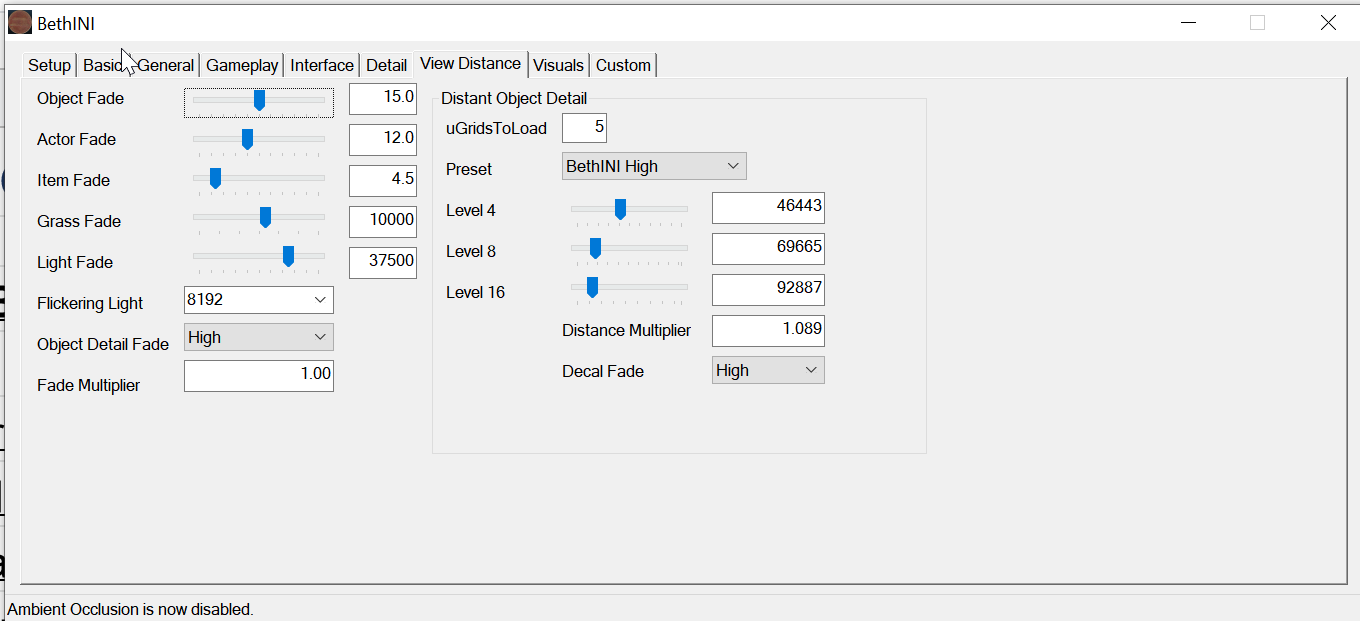 BethINI
Setup Basic General Gameplay Interface Detail View Distance Visuals Custom
Object Fade 15.0
Actor Fade 12.0
Item Fade 4.5
Grass Fade 10000
Light Fade 37500
Flickering Light 8192
Object Detail Fade High
Fade Multiplier 1.00
Distant Object Detail
uGridsToLoad 5
Preset BethINI High
Level 4 46443
Level 8 69665
Level 16 92887
Distance Multiplier 1.089
Decal Fade High
Ambient Occlusion is now disabled.